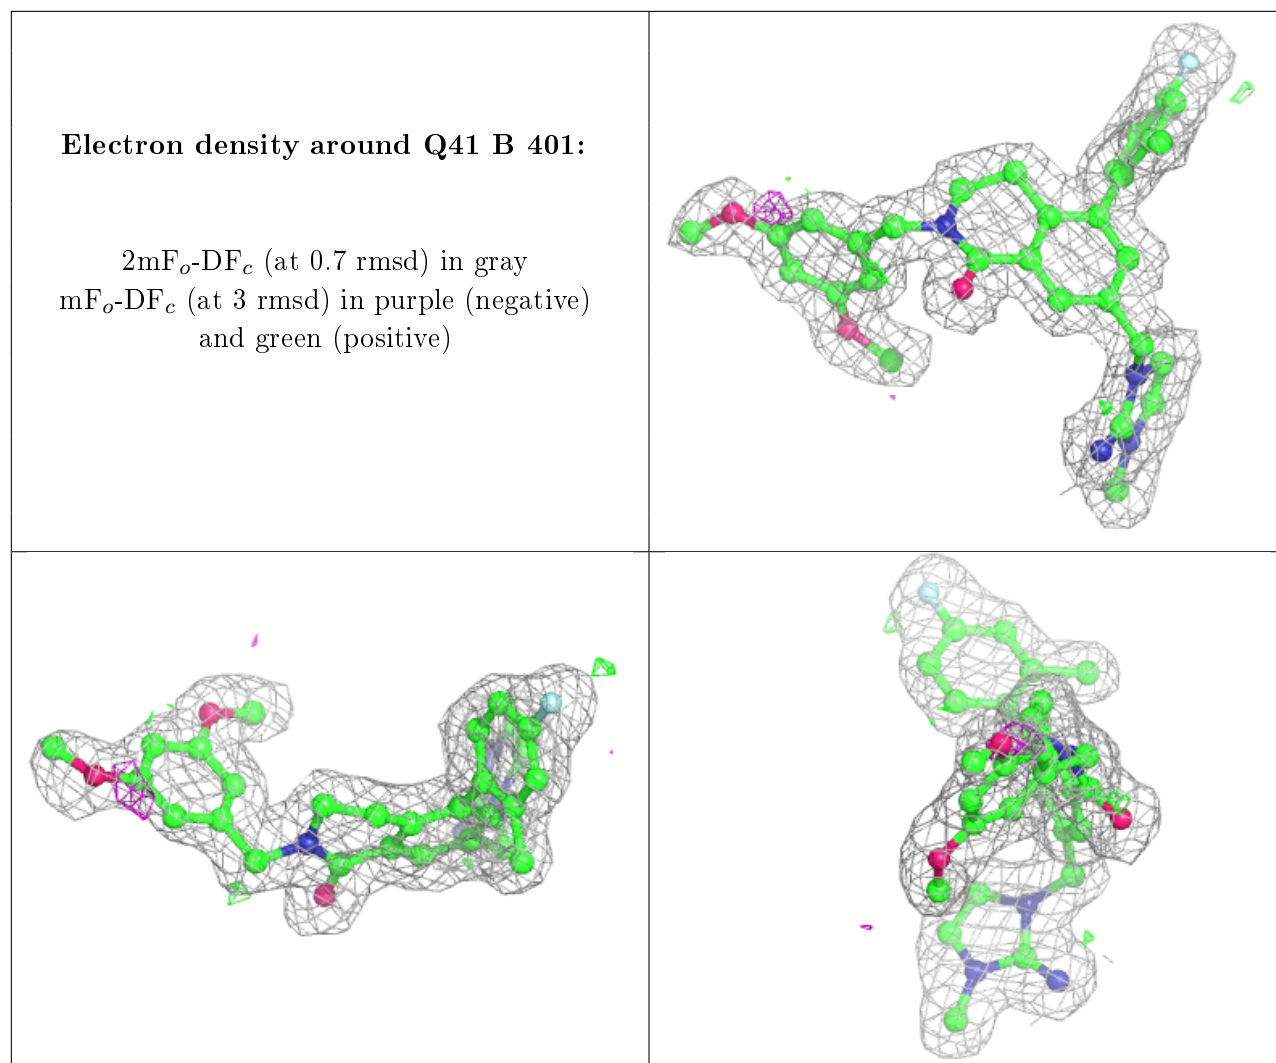 Electron density around Q41 B 401:
2mFo-DFc (at 0.7 rmsd) in gray
mFo-DFc (at 3 rmsd) in purple (negative)
and green (positive)